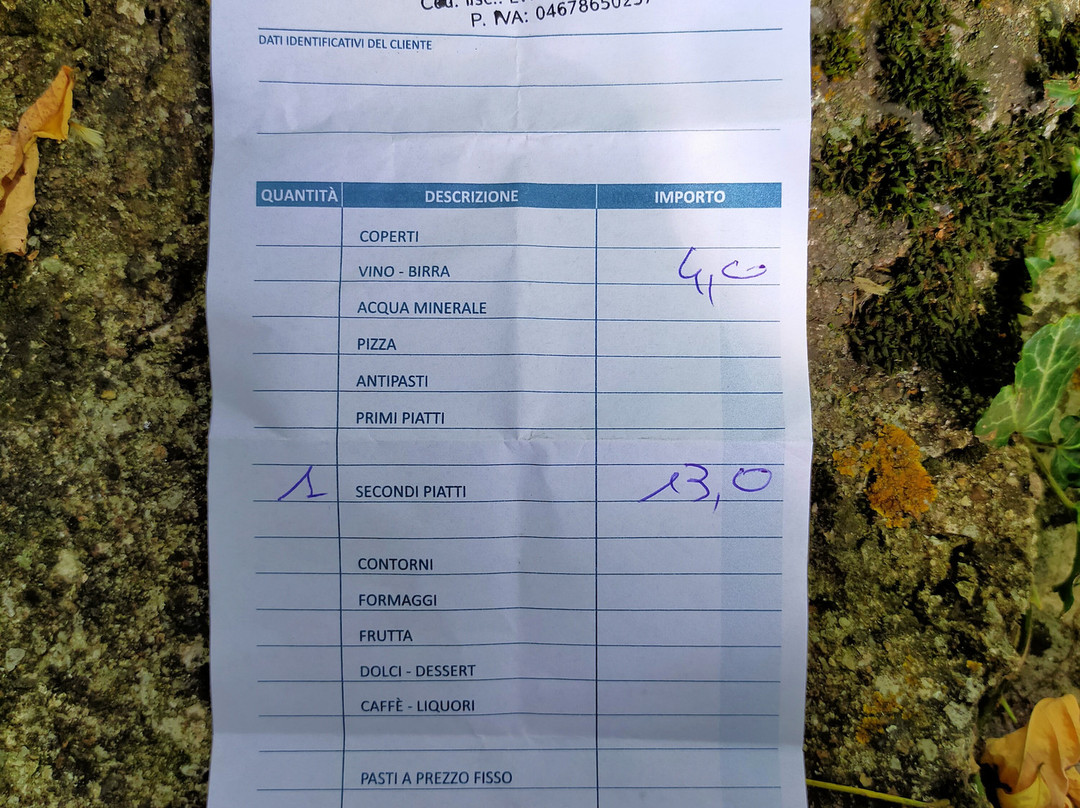 P. IVA:
DATI IDENTIFICATIVI DEL CLIENTE
QUANTITÀ DESCRIZIONE IMPORTO
COPERTI
VINO - BIRRA 4,0
ACQUA MINERALE
PIZZA
ANTIPASTI
PRIMI PIATTI
1 SECONDI PIATTI 13,0
CONTORNI
FORMAGGI
FRUTTA
DOLCI - DESSERT
CAFFÈ - LIQUORI
PASTI A PREZZO FISSO